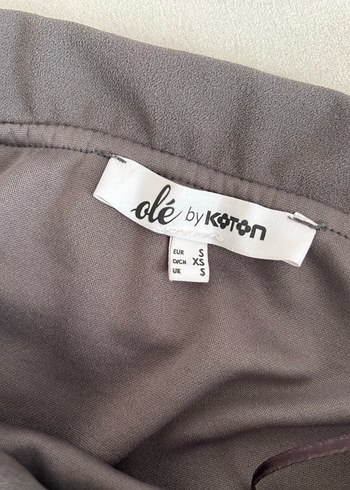 olé by KOTON
EUR S
D/CH XS
UK S